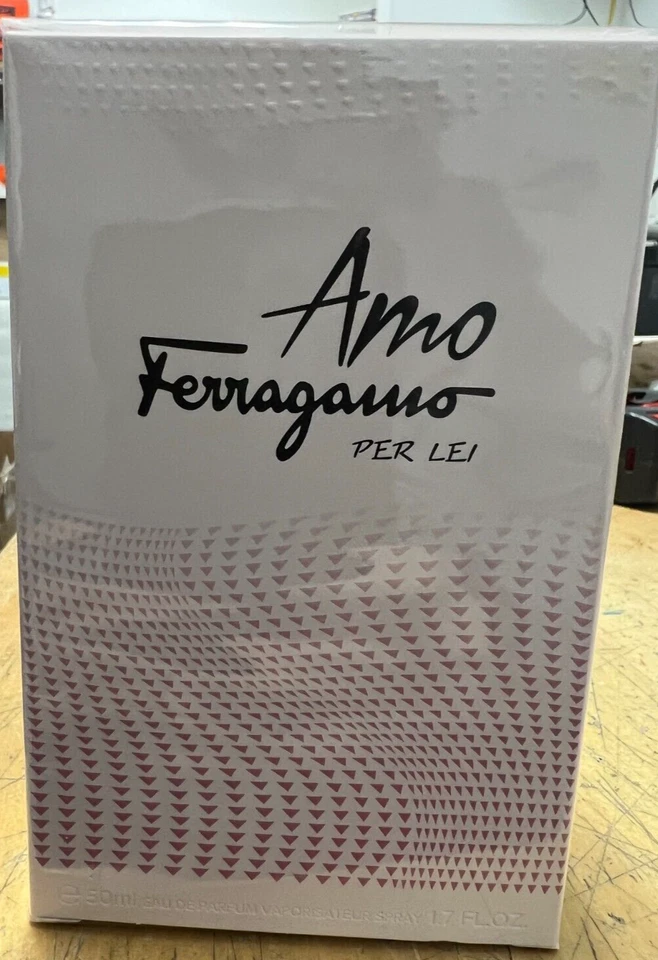 Amo
Ferragamo
PER LEI
e 50ml EAU DE PARFUM VAPORISATEUR SPRAY 1.7 FL.OZ.